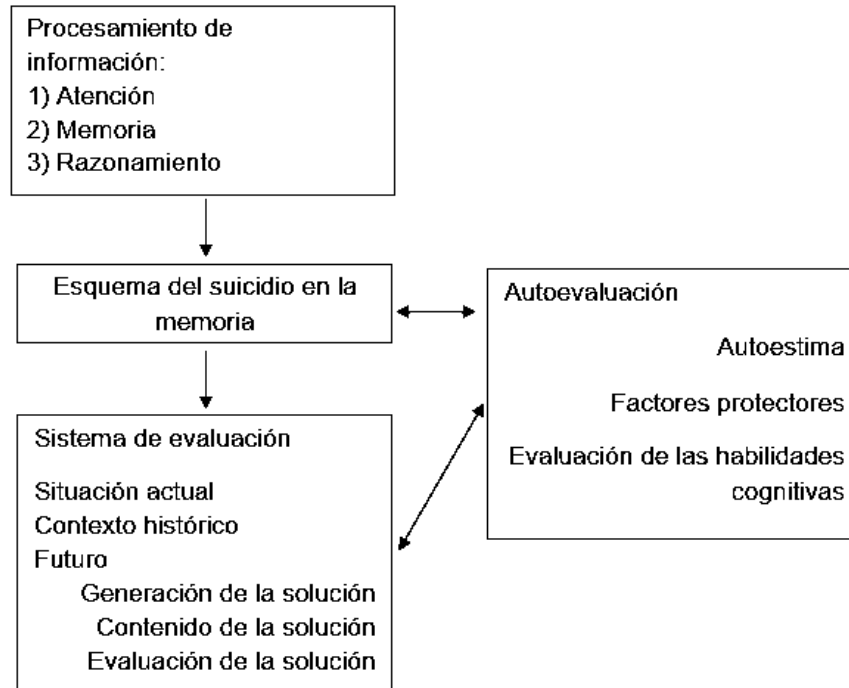 Procesamiento de
información:
1) Atención
2) Memoria
3) Razonamiento
Esquema del suicidio en la
memoria
Autoevaluación
Autoestima
Factores protectores
Evaluación de las habilidades
cognitivas
Sistema de evaluación
Situación actual
Contexto histórico
Futuro
Generación de la solución
Contenido de la solución
Evaluación de la solución